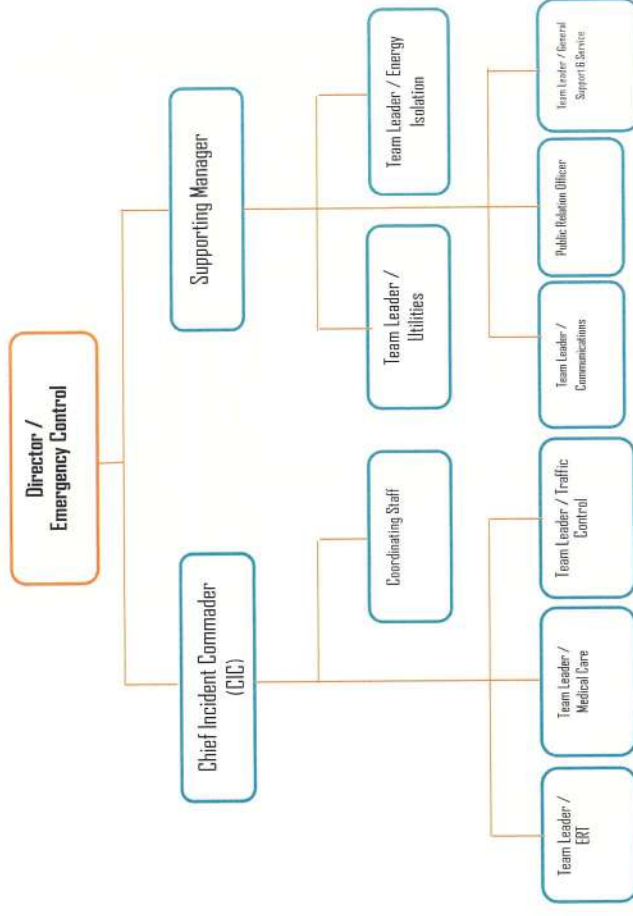 Director /
Emergency Control
Chief Incident Commader
(CIC)
Supporting Manager
Coordinating Staff
Team Leader /
Utilities
Team Leader / Energy
Isolation
Team Leader /
ERT
Team Leader /
Medical Care
Team Leader / Traffic
Control
Team Leader /
Communications
Public Relation Officer
Team Leader / General
Support & Service